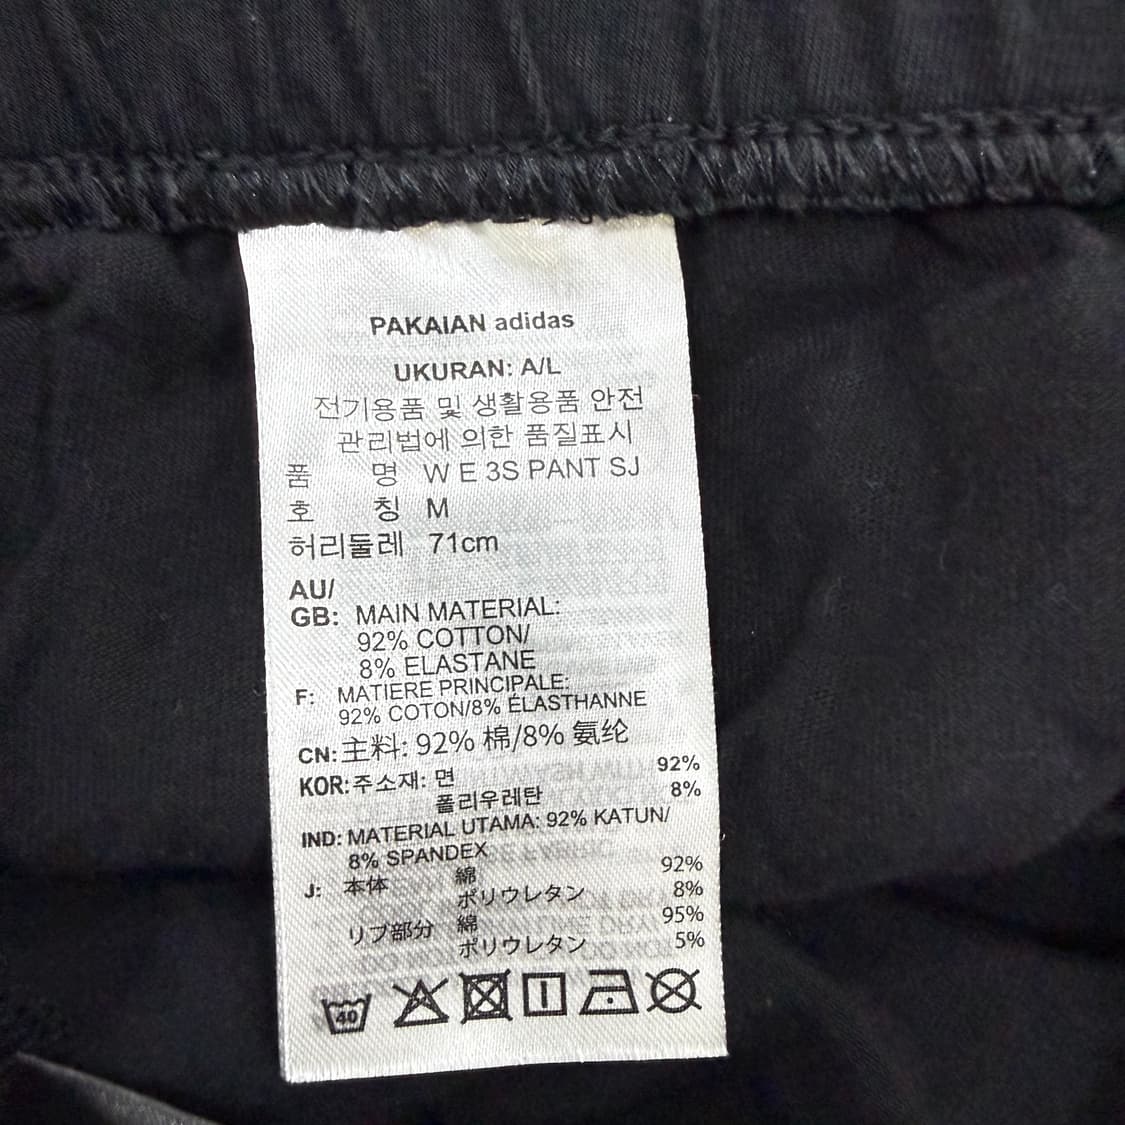 PAKAIAN adidas
UKURAN: A/L
전기용품 및 생활용품 안전
관리법에 의한 품질표시
품 명 W E 3S PANT SJ
호 칭 M
허리둘레 71cm
AU/
GB: MAIN MATERIAL:
92% COTTON/
8% ELASTANE
F: MATIERE PRINCIPALE:
92% COTON/8% ÉLASTHANNE
CN: 主料: 92% 棉/8% 氨纶
KOR: 주소재: 면 92%
폴리우레탄 8%
IND: MATERIAL UTAMA: 92% KATUN/
8% SPANDEX
J: 本体 綿 92%
ポリウレタン 8%
リブ部分 綿 95%
ポリウレタン 5%
40